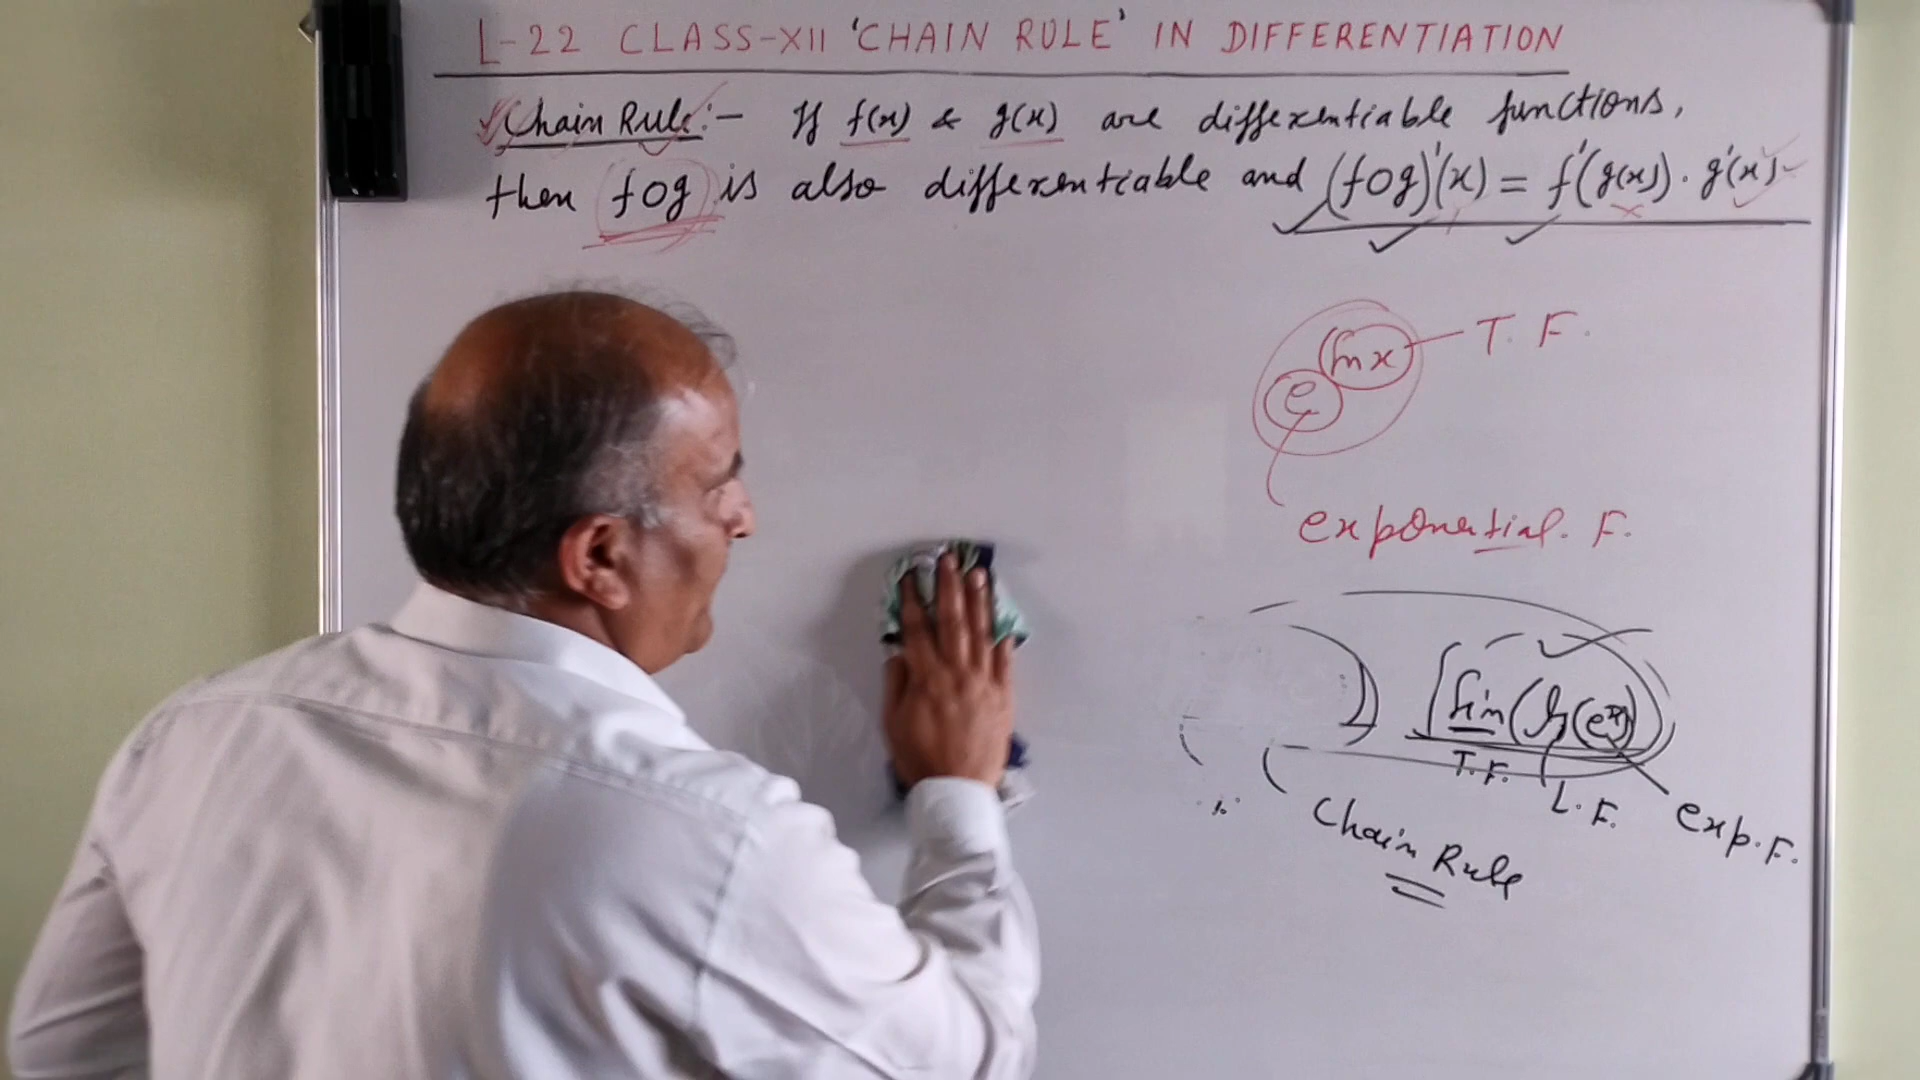 L-22 CLASS-XII 'CHAIN RULE' IN DIFFERENTIATION
Chain Rule:- If f(x) & g(x) are differentiable functions,
then fog is also differentiable and (fog)'(x) = f'(g(x)) · g'(x)
e^sin x
T. F.
exponential. F.
sin (lg(e^x))
T. F.
L. F.
exp. F.
Chain Rule